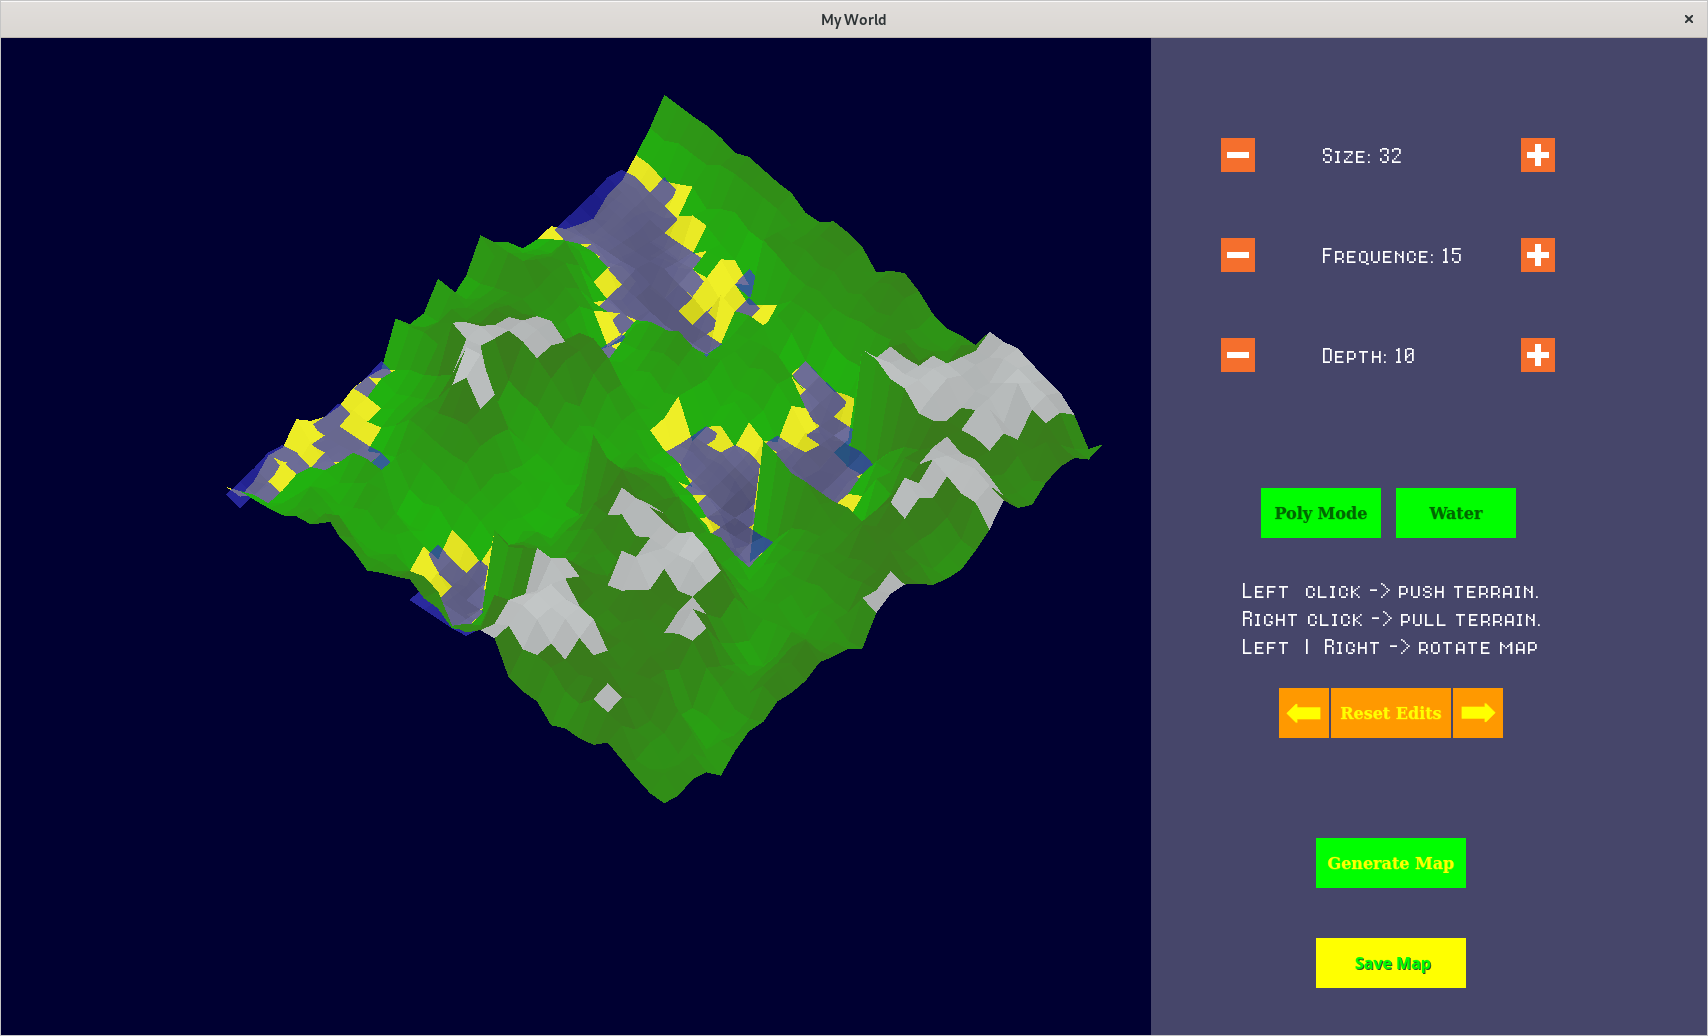 My World
Size: 32
Frequence: 15
Depth: 10
Poly Mode
Water
Left click -> push terrain.
Right click -> pull terrain.
Left | Right -> rotate map
Reset Edits
Generate Map
Save Map